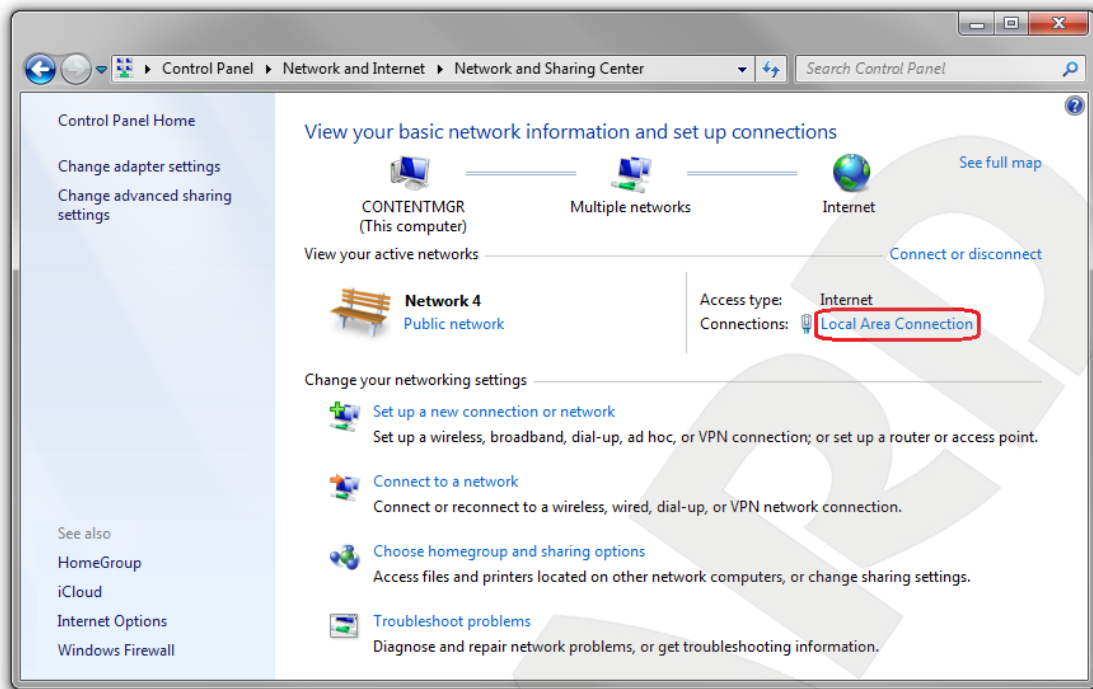 Control Panel Network and Internet Network and Sharing Center Search Control Panel
Control Panel Home
Change adapter settings
Change advanced sharing
settings
View your basic network information and set up connections
See full map
CONTENTMGR
(This computer)
Multiple networks
Internet
View your active networks
Connect or disconnect
Network 4
Public network
Access type: Internet
Connections: Local Area Connection
Change your networking settings
Set up a new connection or network
Set up a wireless, broadband, dial-up, ad hoc, or VPN connection; or set up a router or access point.
Connect to a network
Connect or reconnect to a wireless, wired, dial-up, or VPN network connection.
Choose homegroup and sharing options
Access files and printers located on other network computers, or change sharing settings.
Troubleshoot problems
Diagnose and repair network problems, or get troubleshooting information.
See also
HomeGroup
iCloud
Internet Options
Windows Firewall